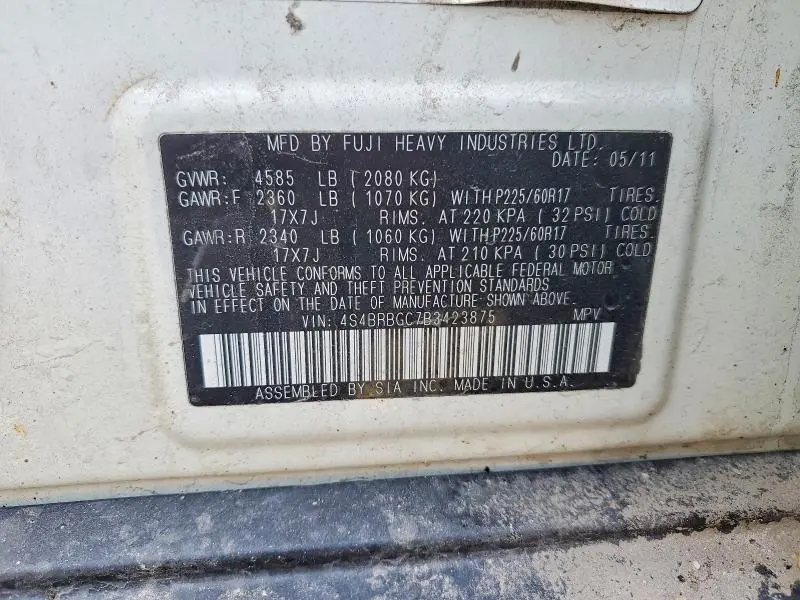 MFD BY FUJI HEAVY INDUSTRIES LTD.
DATE: 05/11
GVWR: 4585 LB ( 2080 KG)
GAWR:F 2360 LB ( 1070 KG) WITH P225/60R17 TIRES.
17X7J RIMS. AT 220 KPA ( 32 PSI) COLD
GAWR:R 2340 LB ( 1060 KG) WITH P225/60R17 TIRES.
17X7J RIMS. AT 210 KPA ( 30 PSI) COLD
THIS VEHICLE CONFORMS TO ALL APPLICABLE FEDERAL MOTOR
VEHICLE SAFETY AND THEFT PREVENTION STANDARDS
IN EFFECT ON THE DATE OF MANUFACTURE SHOWN ABOVE.
VIN: 4S4BRBGC7B3423875 MPV
ASSEMBLED BY SIA INC. MADE IN U.S.A.